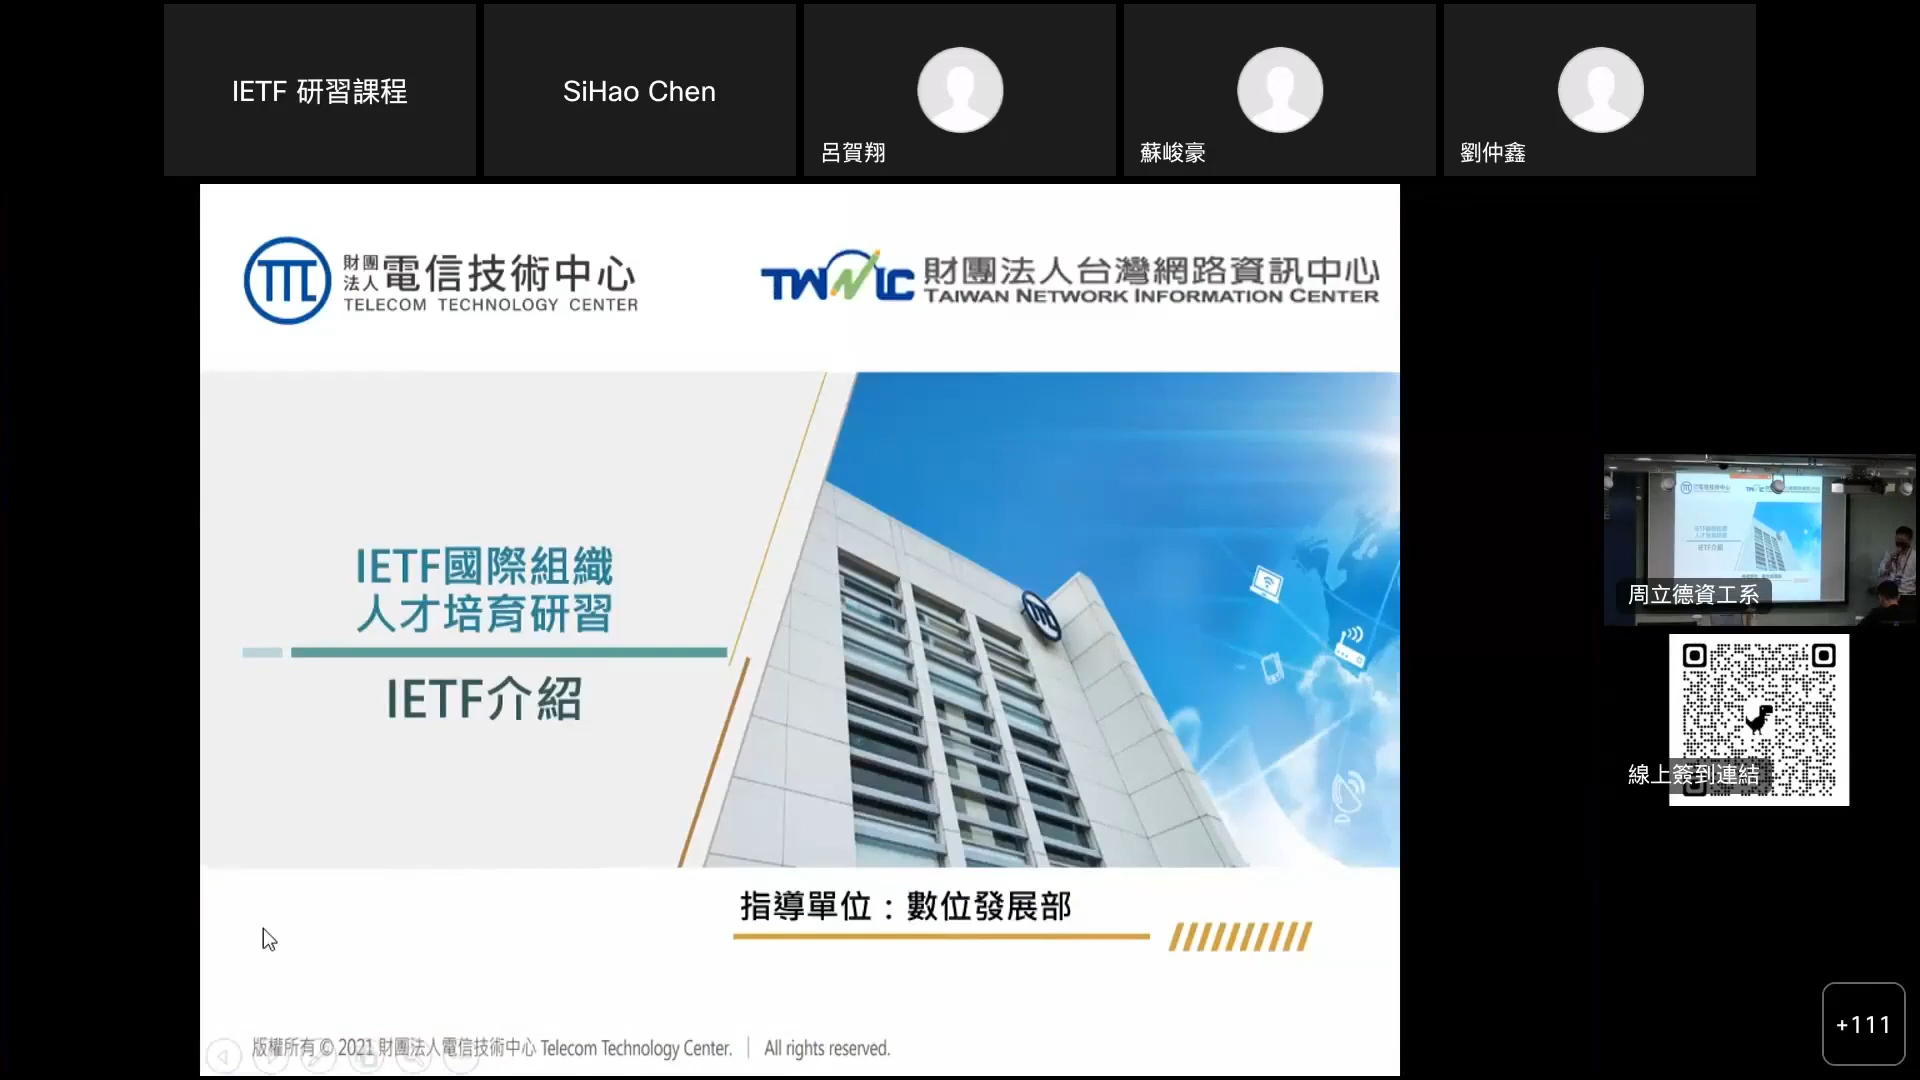 IETF 研習課程
SiHao Chen
呂賀翔
蘇峻豪
劉仲鑫
財團法人電信技術中心
TELECOM TECHNOLOGY CENTER
TWNIC 財團法人台灣網路資訊中心
TAIWAN NETWORK INFORMATION CENTER
IETF國際組織
人才培育研習
IETF介紹
指導單位：數位發展部
版權所有 © 2021 財團法人電信技術中心 Telecom Technology Center. | All rights reserved.
周立德資工系
線上簽到連結
+111